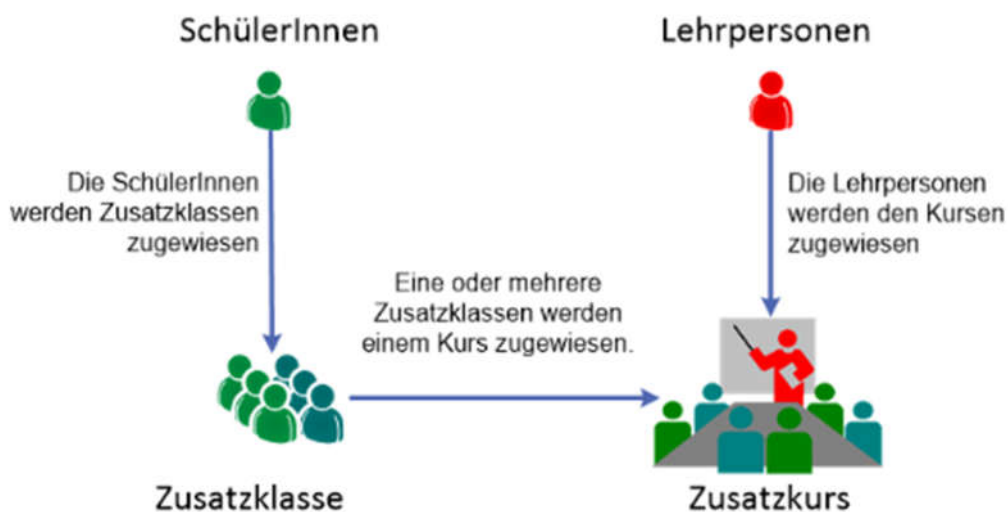 SchülerInnen
Lehrpersonen
Die SchülerInnen
werden Zusatzklassen
zugewiesen
Die Lehrpersonen
werden den Kursen
zugewiesen
Eine oder mehrere
Zusatzklassen werden
einem Kurs zugewiesen.
Zusatzklasse
Zusatzkurs